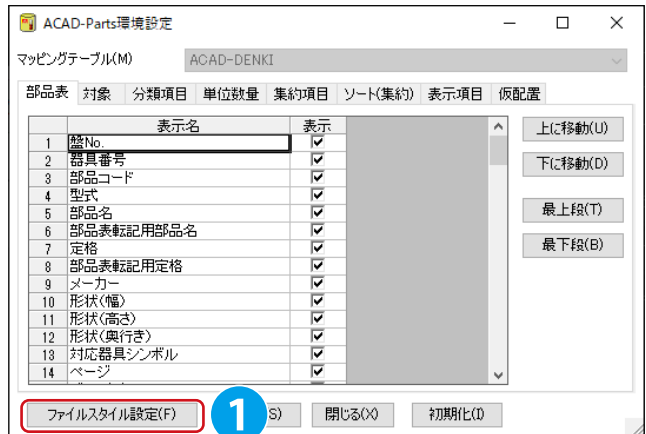 ACAD-Parts環境設定
マッピングテーブル(M) ACAD-DENKI
部品表 対象 分類項目 単位数量 集約項目 ソート(集約) 表示項目 仮配置
表示名 表示
1 盤No.
2 器具番号
3 部品コード
4 型式
5 部品名
6 部品表転記用部品名
7 定格
8 部品表転記用定格
9 メーカー
10 形状(幅)
11 形状(高さ)
12 形状(奥行き)
13 対応器具シンボル
14 ページ
上に移動(U)
下に移動(D)
最上段(T)
最下段(B)
ファイルスタイル設定(F) 1 S) 閉じる(X) 初期化(I)